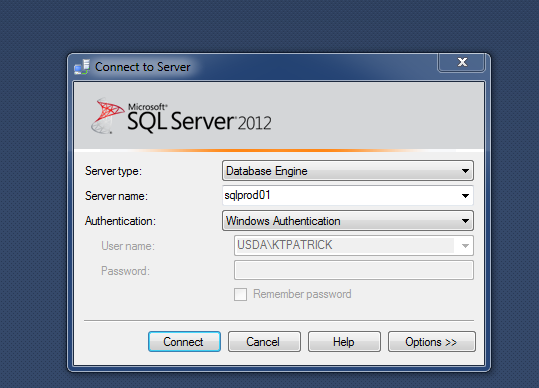 Connect to Server
Microsoft®
SQL Server® 2012
Server type: Database Engine
Server name: sqlprod01
Authentication: Windows Authentication
User name: USDA\KTPATRICK
Password:
Remember password
Connect Cancel Help Options >>